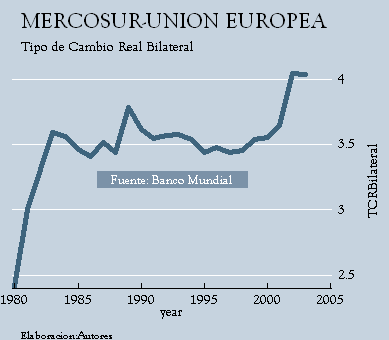 MERCOSUR-UNION EUROPEA
Tipo de Cambio Real Bilateral
4
3.5
3
2.5
TCRBilateral
Fuente: Banco Mundial
1980 1985 1990 1995 2000 2005
year
Elaboracion:Autores